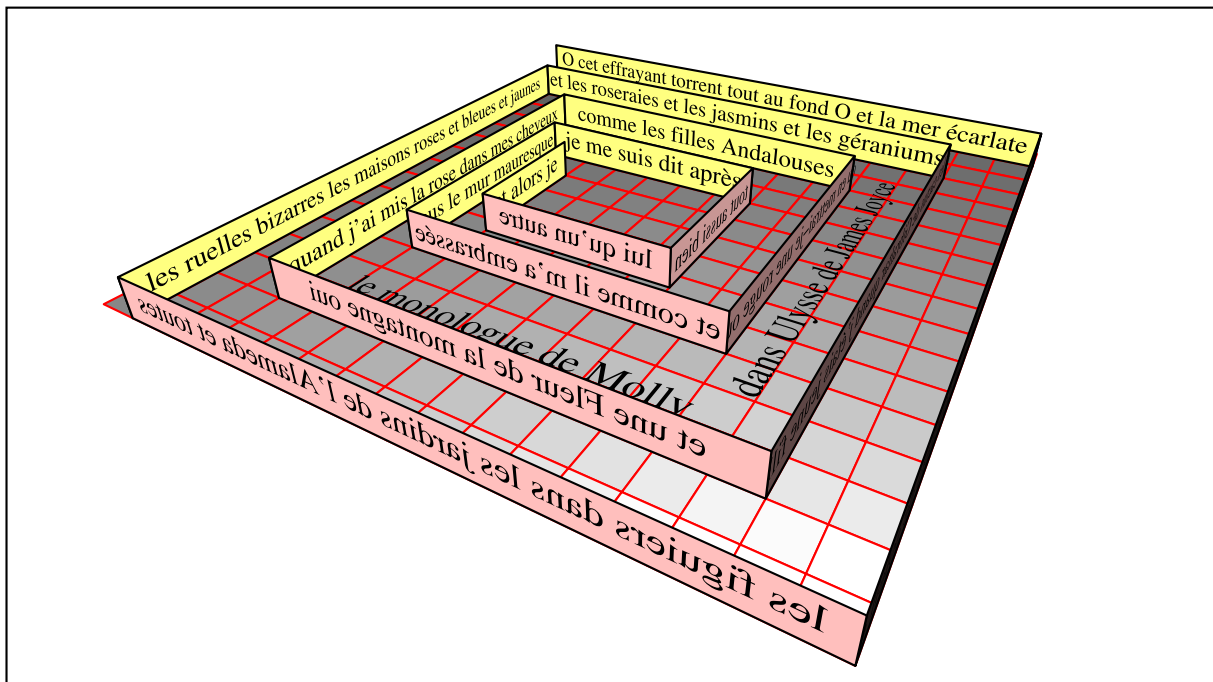 O cet effrayant torrent tout au fond O et la mer écarlate
les figuiers dans les jardins de l'Alameda et toutes
les ruelles bizarres les maisons roses et bleues et jaunes
et les roseraies et les jasmins et les géraniums
et une Fleur de la montagne oui
quand j'ai mis la rose dans mes cheveux
comme les filles Andalouses
mettrai-je une rouge
et comme il m'a embrassée
le mur mauresque
je me suis dit après
tout aussi bien
lui qu'un autre
alors je
le monologue de Molly
dans Ulysse de James Joyce